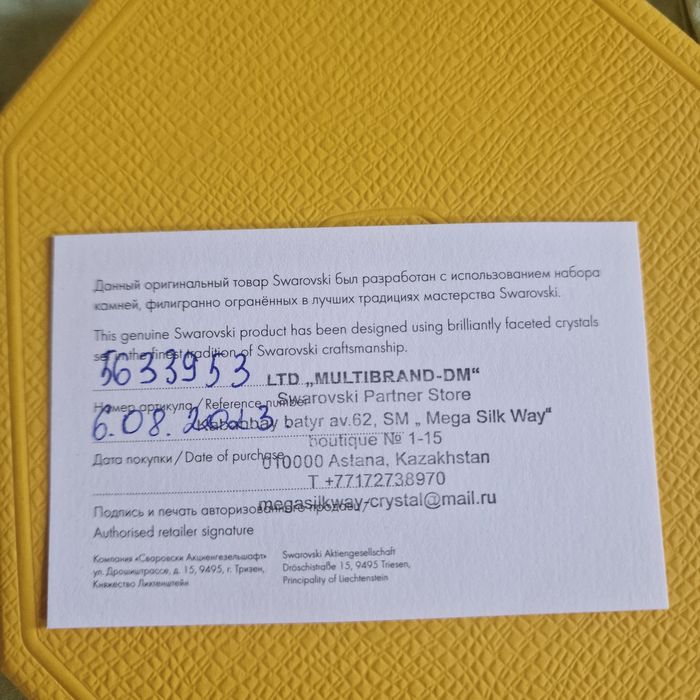 Данный оригинальный товар Swarovski был разработан с использованием набора
камней, филигранно огранённых в лучших традициях мастерства Swarovski.
This genuine Swarovski product has been designed using brilliantly faceted crystals
set in the finest tradition of Swarovski craftsmanship.
5633953
LTD „MULTIBRAND-DM“
Swarovski Partner Store
Номер артикула / Reference number
6.08.2023
Kabanbay batyr av.62, SM „ Mega Silk Way“
boutique № 1-15
Дата покупки / Date of purchase
010000 Astana, Kazakhstan
T +77172738970
megasilkway-crystal@mail.ru
Подпись и печать авторизованного продавца /
Authorised retailer signature
Компания «Сваровски Акциенгезельшафт»
ул. Дрошиштрассе, д. 15, 9495, г. Тризен,
Княжество Лихтенштейн
Swarovski Aktiengesellschaft
Dröschistraße 15, 9495 Triesen,
Principality of Liechtenstein